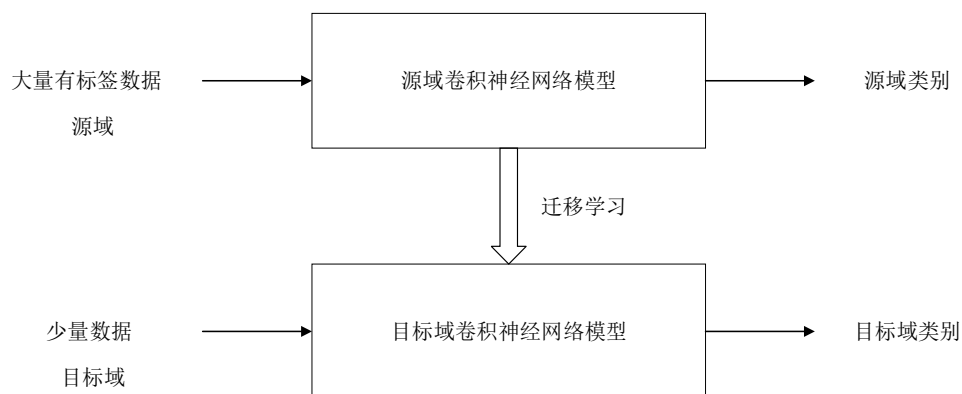 大量有标签数据
源域
源域卷积神经网络模型
源域类别
迁移学习
少量数据
目标域
目标域卷积神经网络模型
目标域类别